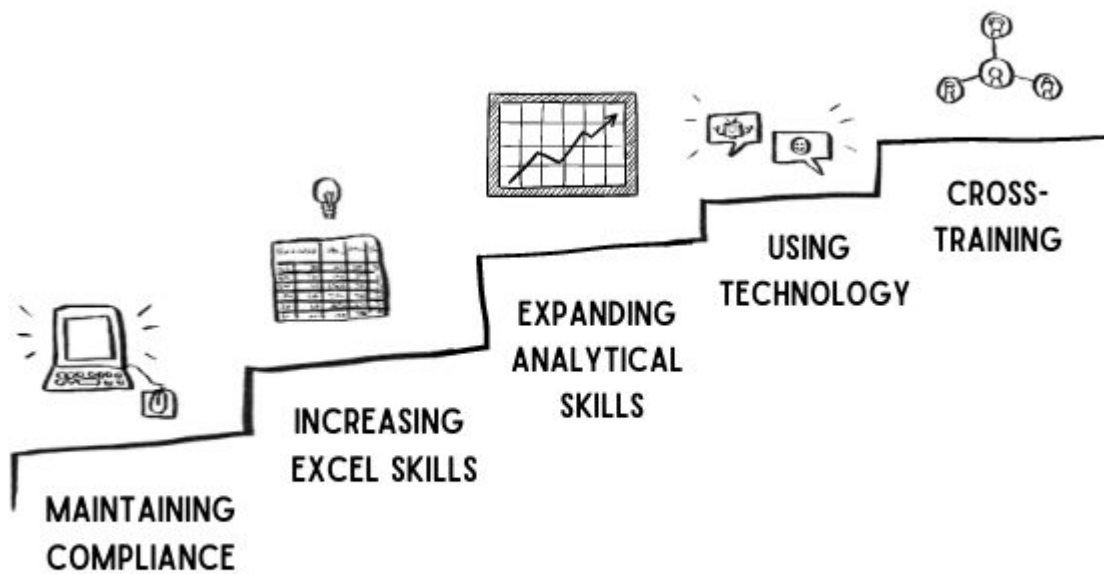 MAINTAINING
COMPLIANCE
INCREASING
EXCEL SKILLS
EXPANDING
ANALYTICAL
SKILLS
USING
TECHNOLOGY
CROSS-
TRAINING